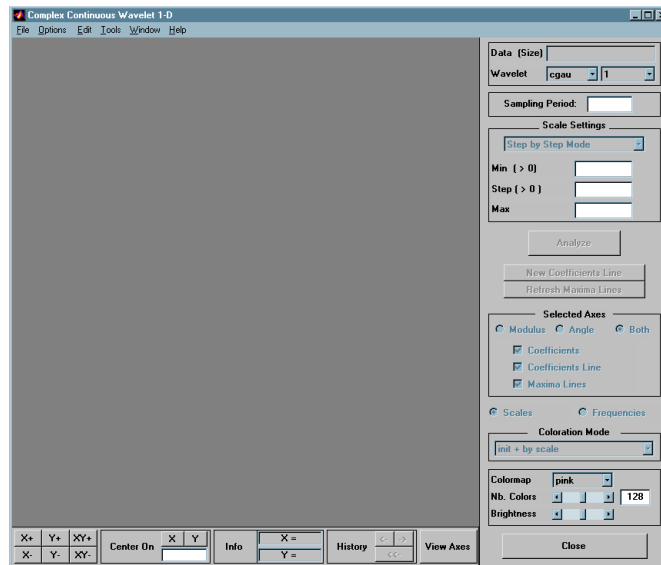 Complex Continuous Wavelet 1-D
File Options Edit Tools Window Help
Data (Size)
Wavelet cgau 1
Sampling Period:
Scale Settings
Step by Step Mode
Min ( > 0)
Step ( > 0 )
Max
Analyze
New Coefficients Line
Refresh Maxima Lines
Selected Axes
Modulus Angle Both
Coefficients
Coefficients Line
Maxima Lines
Scales Frequencies
Coloration Mode
init + by scale
Colormap pink
Nb. Colors 128
Brightness
X+ Y+ XY+
X- Y- XY-
Center On X Y
Info X =
Y =
History <- ->
<<-
View Axes
Close